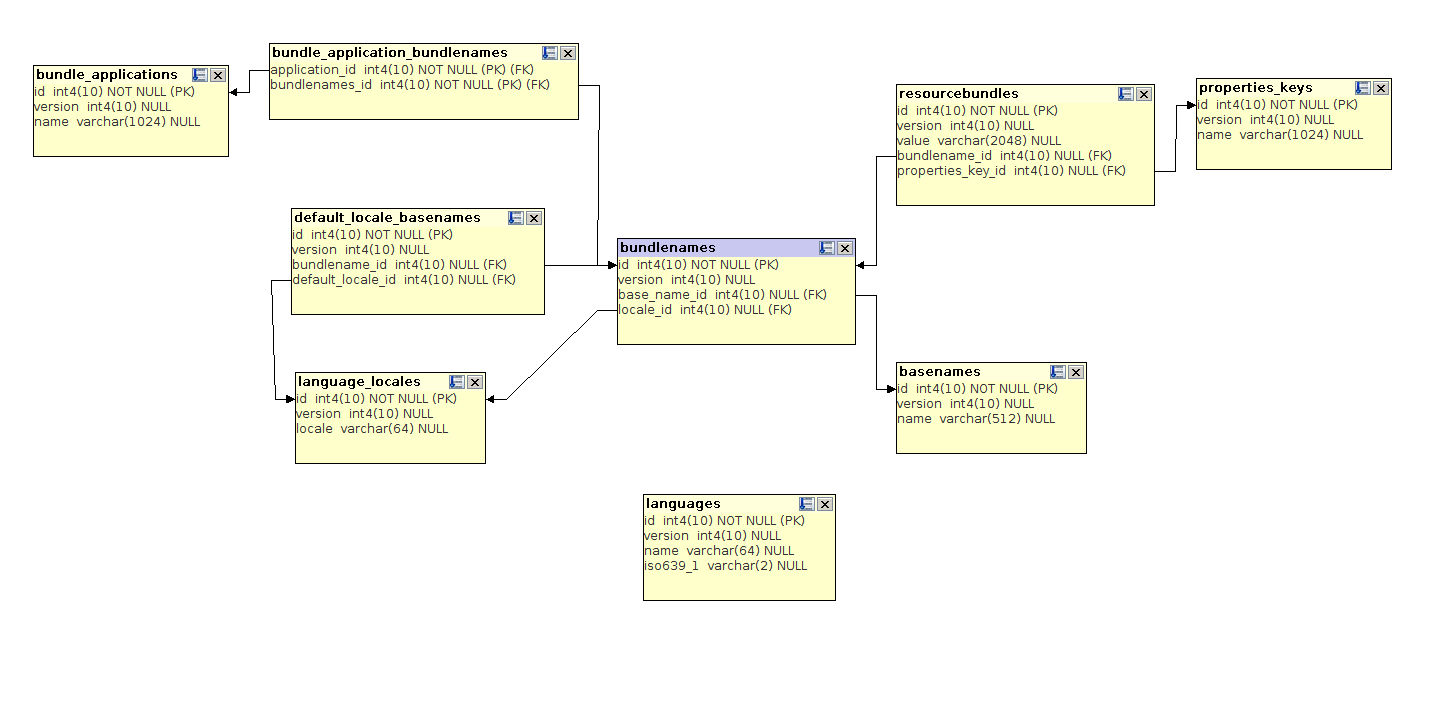 bundle_applications
id int4(10) NOT NULL (PK)
version int4(10) NULL
name varchar(1024) NULL
bundle_application_bundlenames
application_id int4(10) NOT NULL (PK) (FK)
bundlenames_id int4(10) NOT NULL (PK) (FK)
resourcebundles
id int4(10) NOT NULL (PK)
version int4(10) NULL
value varchar(2048) NULL
bundlename_id int4(10) NULL (FK)
properties_key_id int4(10) NULL (FK)
properties_keys
id int4(10) NOT NULL (PK)
version int4(10) NULL
name varchar(1024) NULL
default_locale_basenames
id int4(10) NOT NULL (PK)
version int4(10) NULL
bundlename_id int4(10) NULL (FK)
default_locale_id int4(10) NULL (FK)
bundlenames
id int4(10) NOT NULL (PK)
version int4(10) NULL
base_name_id int4(10) NULL (FK)
locale_id int4(10) NULL (FK)
language_locales
id int4(10) NOT NULL (PK)
version int4(10) NULL
locale varchar(64) NULL
basenames
id int4(10) NOT NULL (PK)
version int4(10) NULL
name varchar(512) NULL
languages
id int4(10) NOT NULL (PK)
version int4(10) NULL
name varchar(64) NULL
iso639_1 varchar(2) NULL